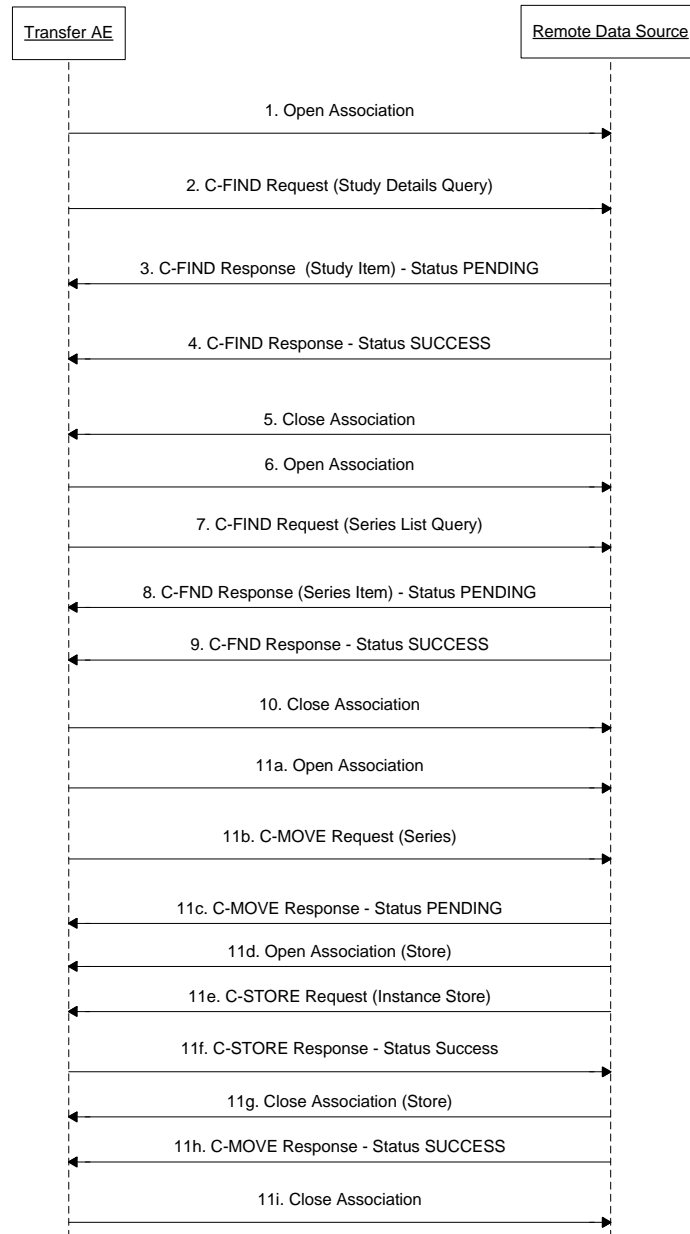 Transfer AE
Remote Data Source
1. Open Association
2. C-FIND Request (Study Details Query)
3. C-FIND Response  (Study Item) - Status PENDING
4. C-FIND Response - Status SUCCESS
5. Close Association
6. Open Association
7. C-FIND Request (Series List Query)
8. C-FND Response (Series Item) - Status PENDING
9. C-FND Response - Status SUCCESS
10. Close Association
11a. Open Association
11b. C-MOVE Request (Series)
11c. C-MOVE Response - Status PENDING
11d. Open Association (Store)
11e. C-STORE Request (Instance Store)
11f. C-STORE Response - Status Success
11g. Close Association (Store)
11h. C-MOVE Response - Status SUCCESS
11i. Close Association